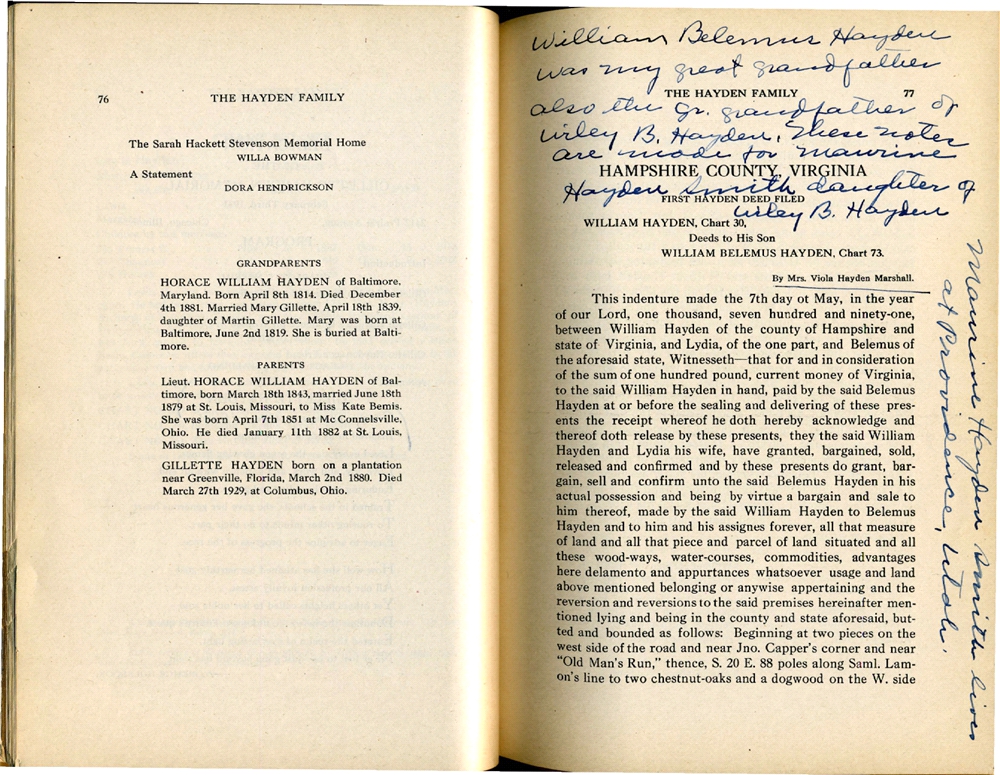 76
THE HAYDEN FAMILY
The Sarah Hackett Stevenson Memorial Home
WILLA BOWMAN
A Statement
DORA HENDRICKSON
GRANDPARENTS
HORACE WILLIAM HAYDEN of Baltimore,
Maryland. Born April 8th 1814. Died December
4th 1881. Married Mary Gillette, April 18th 1839,
daughter of Martin Gillette. Mary was born at
Baltimore, June 2nd 1819. She is buried at Balti-
more.
PARENTS
Lieut. HORACE WILLIAM HAYDEN of Bal-
timore, born March 18th 1843, married June 18th
1879 at St. Louis, Missouri, to Miss Kate Bemis.
She was born April 7th 1851 at Mc Connelsville,
Ohio. He died January 11th 1882 at St. Louis,
Missouri.
GILLETTE HAYDEN born on a plantation
near Greenville, Florida, March 2nd 1880. Died
March 27th 1929, at Columbus, Ohio.
William Belemus Hayden
was my great grandfather
THE HAYDEN FAMILY
77
also the gr. grandfather of
Wiley B. Hayden. These notes
are made for Maurine
HAMPSHIRE COUNTY, VIRGINIA
Hayden Smith daughter of
FIRST HAYDEN DEED FILED
Wiley B. Hayden
WILLIAM HAYDEN, Chart 30,
Deeds to His Son
WILLIAM BELEMUS HAYDEN, Chart 73.
By Mrs. Viola Hayden Marshall.
This indenture made the 7th day ot May, in the year
of our Lord, one thousand, seven hundred and ninety-one,
between William Hayden of the county of Hampshire and
state of Virginia, and Lydia, of the one part, and Belemus of
the aforesaid state, Witnesseth—that for and in consideration
of the sum of one hundred pound, current money of Virginia,
to the said William Hayden in hand, paid by the said Belemus
Hayden at or before the sealing and delivering of these pres-
ents the receipt whereof he doth hereby acknowledge and
thereof doth release by these presents, they the said William
Hayden and Lydia his wife, have granted, bargained, sold,
released and confirmed and by these presents do grant, bar-
gain, sell and confirm unto the said Belemus Hayden in his
actual possession and being by virtue a bargain and sale to
him thereof, made by the said William Hayden to Belemus
Hayden and to him and his assignes forever, all that measure
of land and all that piece and parcel of land situated and all
these wood-ways, water-courses, commodities, advantages
here delamento and appurtances whatsoever usage and land
above mentioned belonging or anywise appertaining and the
reversion and reversions to the said premises hereinafter men-
tioned lying and being in the county and state aforesaid, but-
ted and bounded as follows: Beginning at two pieces on the
west side of the road and near Jno. Capper's corner and near
"Old Man's Run," thence, S. 20 E. 88 poles along Saml. Lam-
on's line to two chestnut-oaks and a dogwood on the W. side
Maurine Hayden Smith lives
at Providence, Utah.